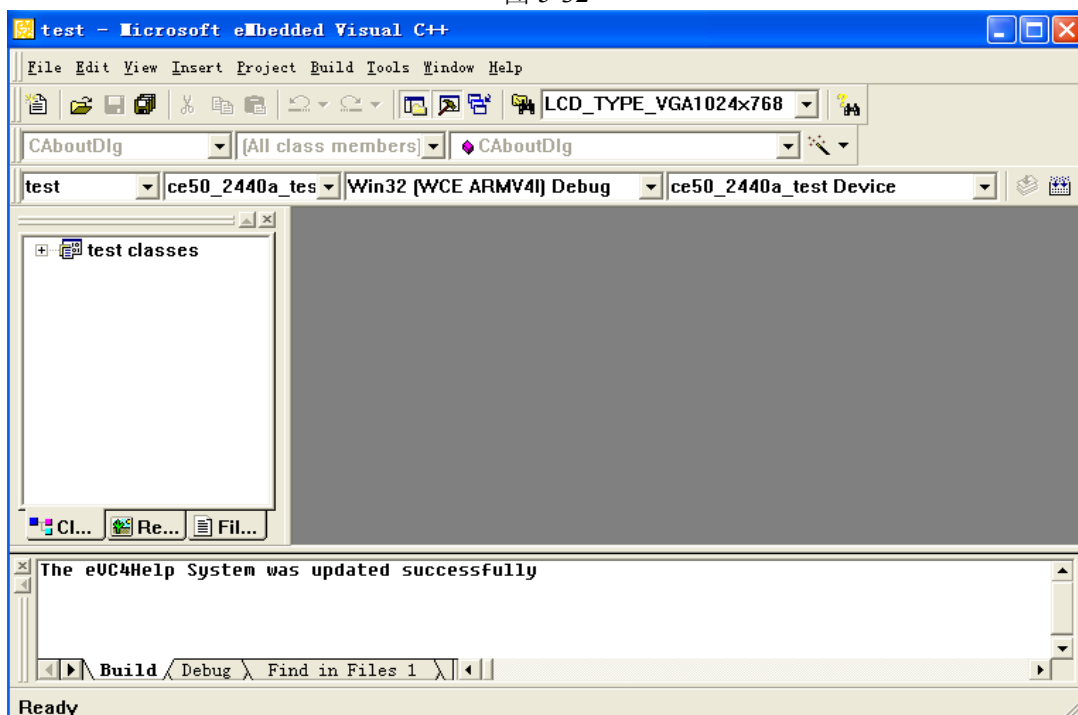 test - Microsoft eMbedded Visual C++
File Edit View Insert Project Build Tools Window Help
LCD_TYPE_VGA1024x768
CAboutDlg (All class members) CAboutDlg
test ce50_2440a_tes Win32 (WCE ARMV4I) Debug ce50_2440a_test Device
test classes
Cl... Re... Fil...
The eVC4Help System was updated successfully
Build Debug Find in Files 1
Ready